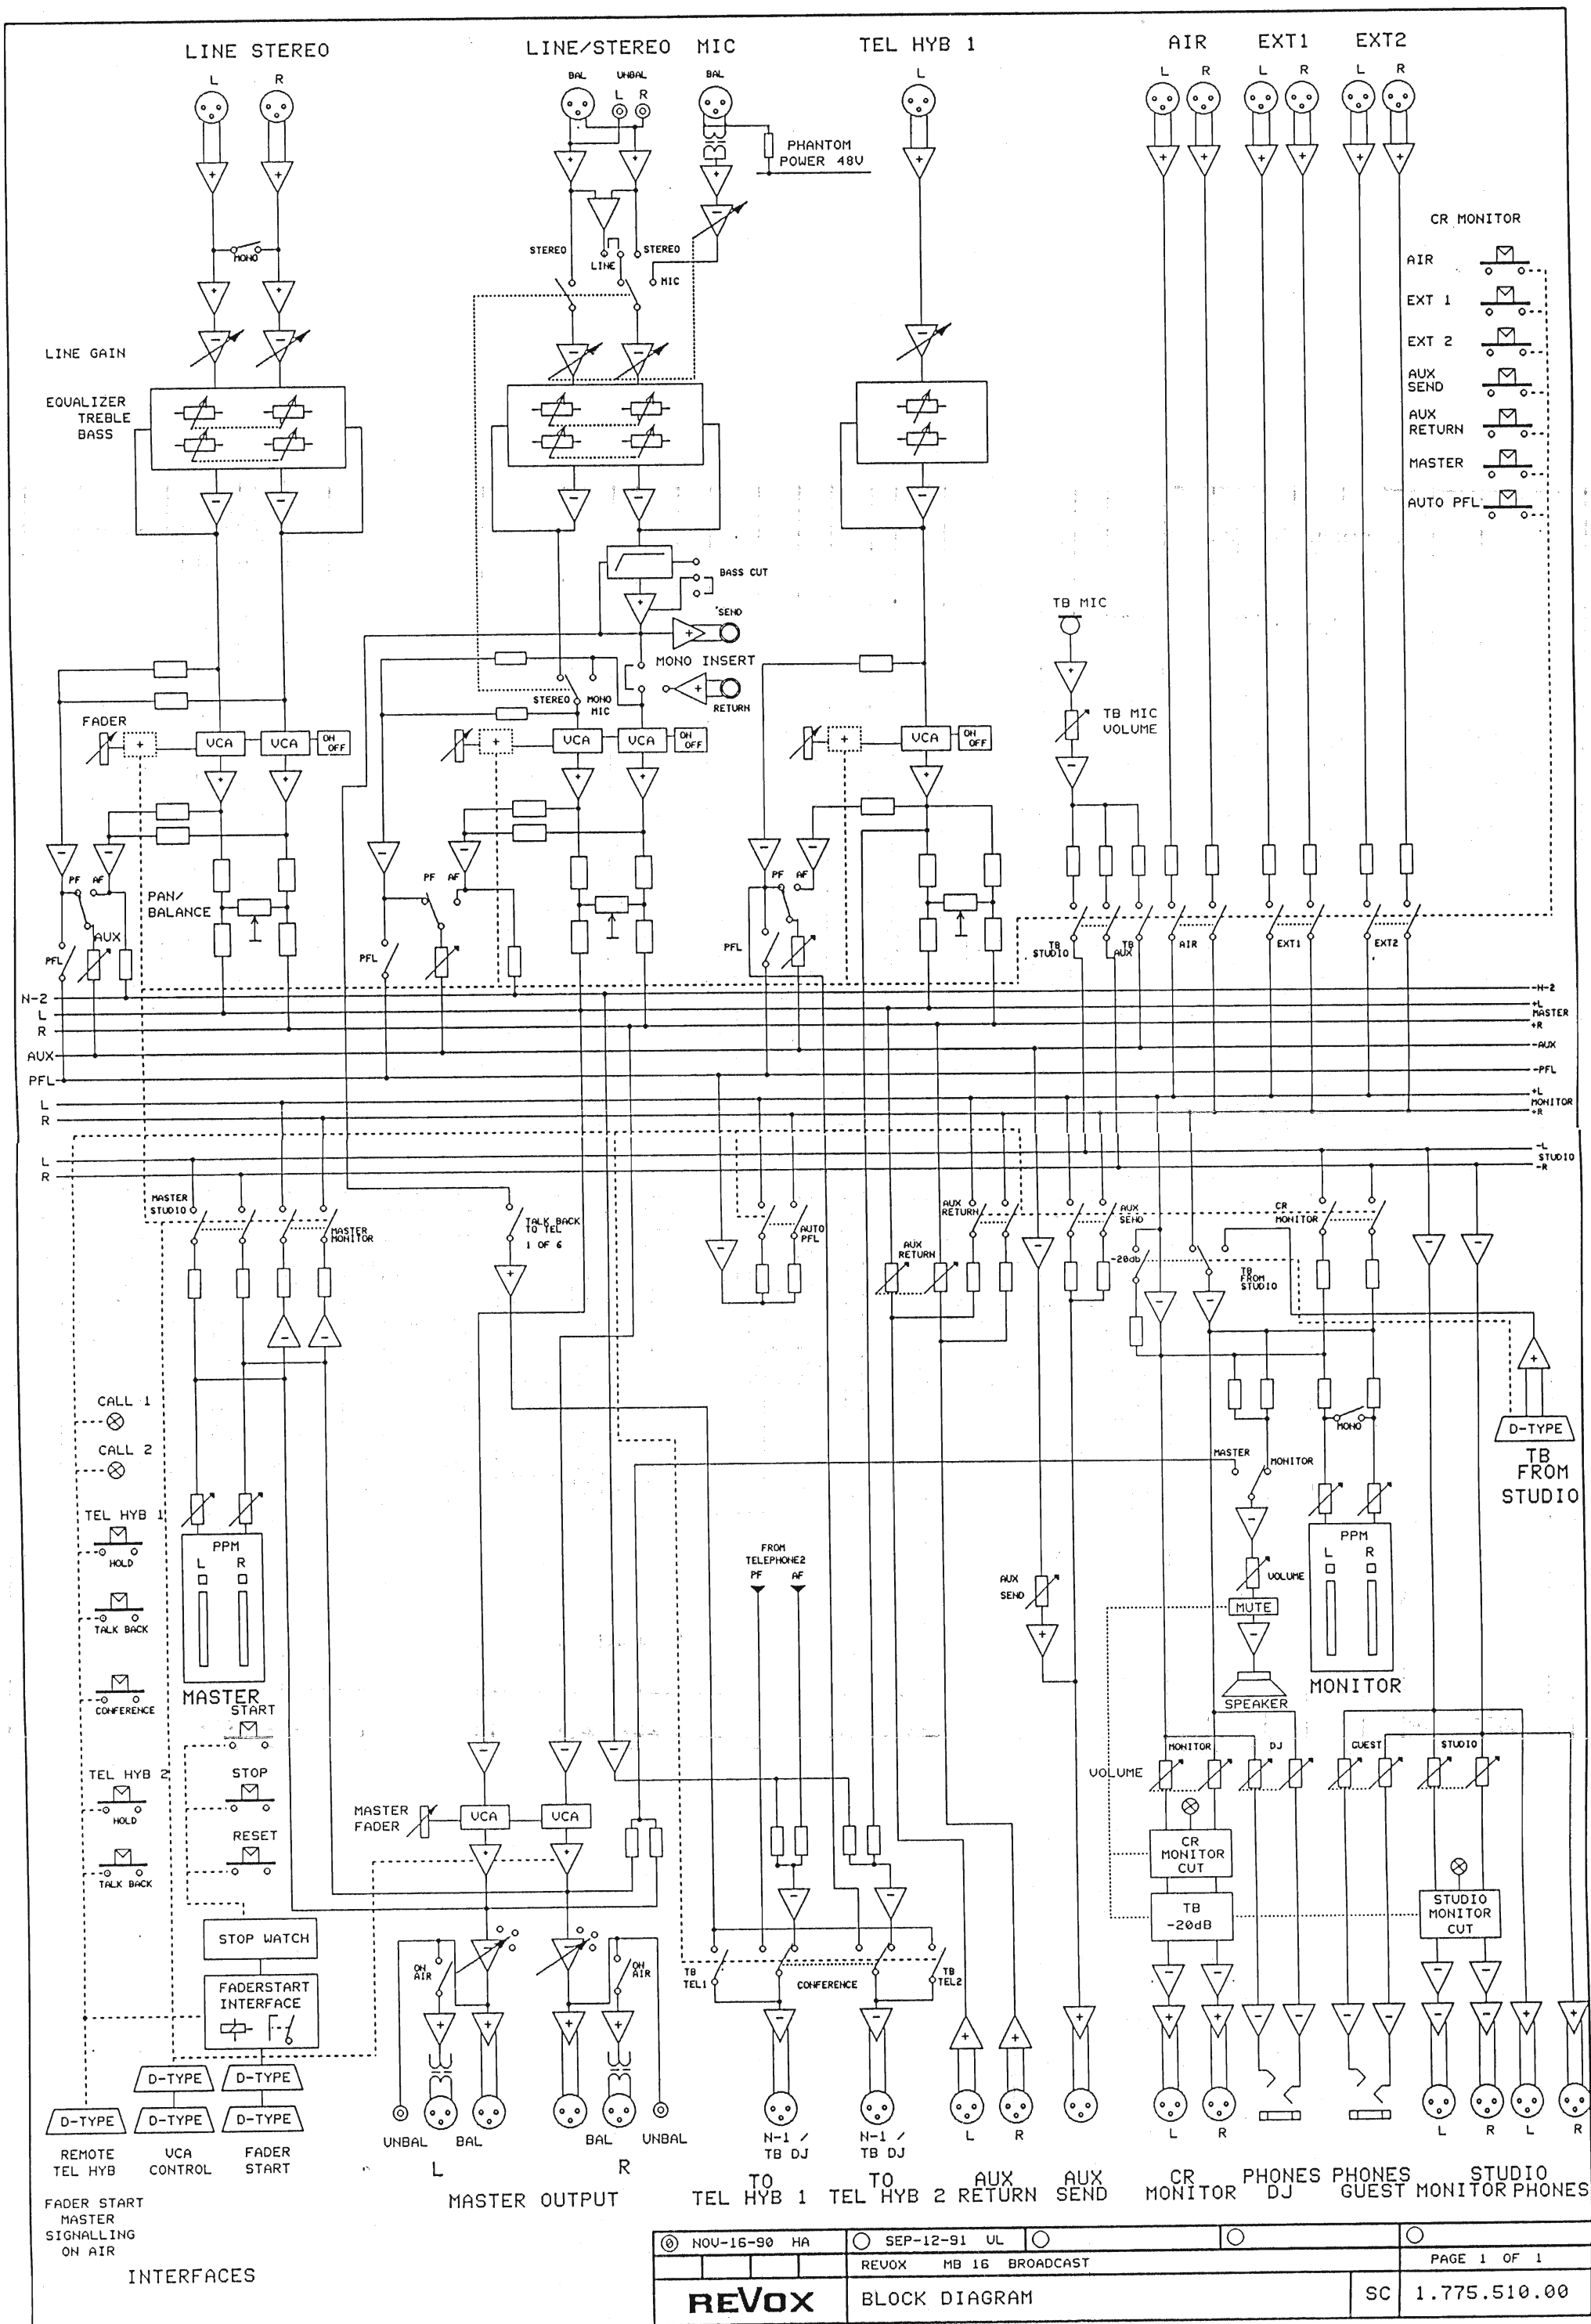 LINE STEREO
LINE/STEREO MIC
TEL HYB 1
AIR EXT1 EXT2
L R
BAL UNBAL BAL
L R
L
L R L R L R
PHANTOM
POWER 48V
MONO
STEREO
STEREO
LINE
MIC
CR MONITOR
AIR
EXT 1
EXT 2
AUX
SEND
AUX
RETURN
MASTER
AUTO PFL
LINE GAIN
EQUALIZER
TREBLE
BASS
BASS CUT
SEND
MONO INSERT
RETURN
STEREO
MONO
MIC
TB MIC
TB MIC
VOLUME
FADER
+ VCA VCA ON
OFF
+ VCA VCA ON
OFF
+ VCA ON
OFF
PF AF
PF AF
PF AF
PAN/
BALANCE
AUX
PFL
PFL
PFL
TB
STUDIO
TB
AUX
AIR
EXT1
EXT2
N-2
L
R
AUX
PFL
L
R
L
R
-N-2
+L
MASTER
+R
-AUX
-PFL
+L
MONITOR
+R
-L
STUDIO
-R
MASTER
STUDIO
MASTER
MONITOR
TALK BACK
TO TEL
1 OF 6
AUTO
PFL
AUX
RETURN
AUX
RETURN
AUX
SEND
-20db
TB
FROM
STUDIO
CR
MONITOR
MONO
D-TYPE
TB
FROM
STUDIO
CALL 1
CALL 2
TEL HYB 1
HOLD
TALK BACK
CONFERENCE
TEL HYB 2
HOLD
TALK BACK
PPM
L R
MASTER
START
STOP
RESET
STOP WATCH
FADERSTART
INTERFACE
D-TYPE D-TYPE
D-TYPE D-TYPE D-TYPE
REMOTE
TEL HYB
VCA
CONTROL
FADER
START
FADER START
MASTER
SIGNALLING
ON AIR
INTERFACES
MASTER
FADER
VCA VCA
ON
AIR
ON
AIR
UNBAL BAL
BAL UNBAL
L R
MASTER OUTPUT
FROM
TELEPHONE2
PF AF
TB
TEL1
CONFERENCE
TB
TEL2
N-1 /
TB DJ
N-1 /
TB DJ
TO
TEL HYB 1
TO
TEL HYB 2
L R
AUX
RETURN
AUX
SEND
AUX
SEND
MASTER
MONITOR
VOLUME
MUTE
SPEAKER
PPM
L R
MONITOR
VOLUME
MONITOR
DJ
GUEST
STUDIO
CR
MONITOR
CUT
TB
-20dB
STUDIO
MONITOR
CUT
L R
L R L R
CR
MONITOR
PHONES
DJ
PHONES
GUEST
STUDIO
MONITOR PHONES
0 NOV-16-90 HA
SEP-12-91 UL
REVOX MB 16 BROADCAST
PAGE 1 OF 1
REVOX
BLOCK DIAGRAM
SC
1.775.510.00